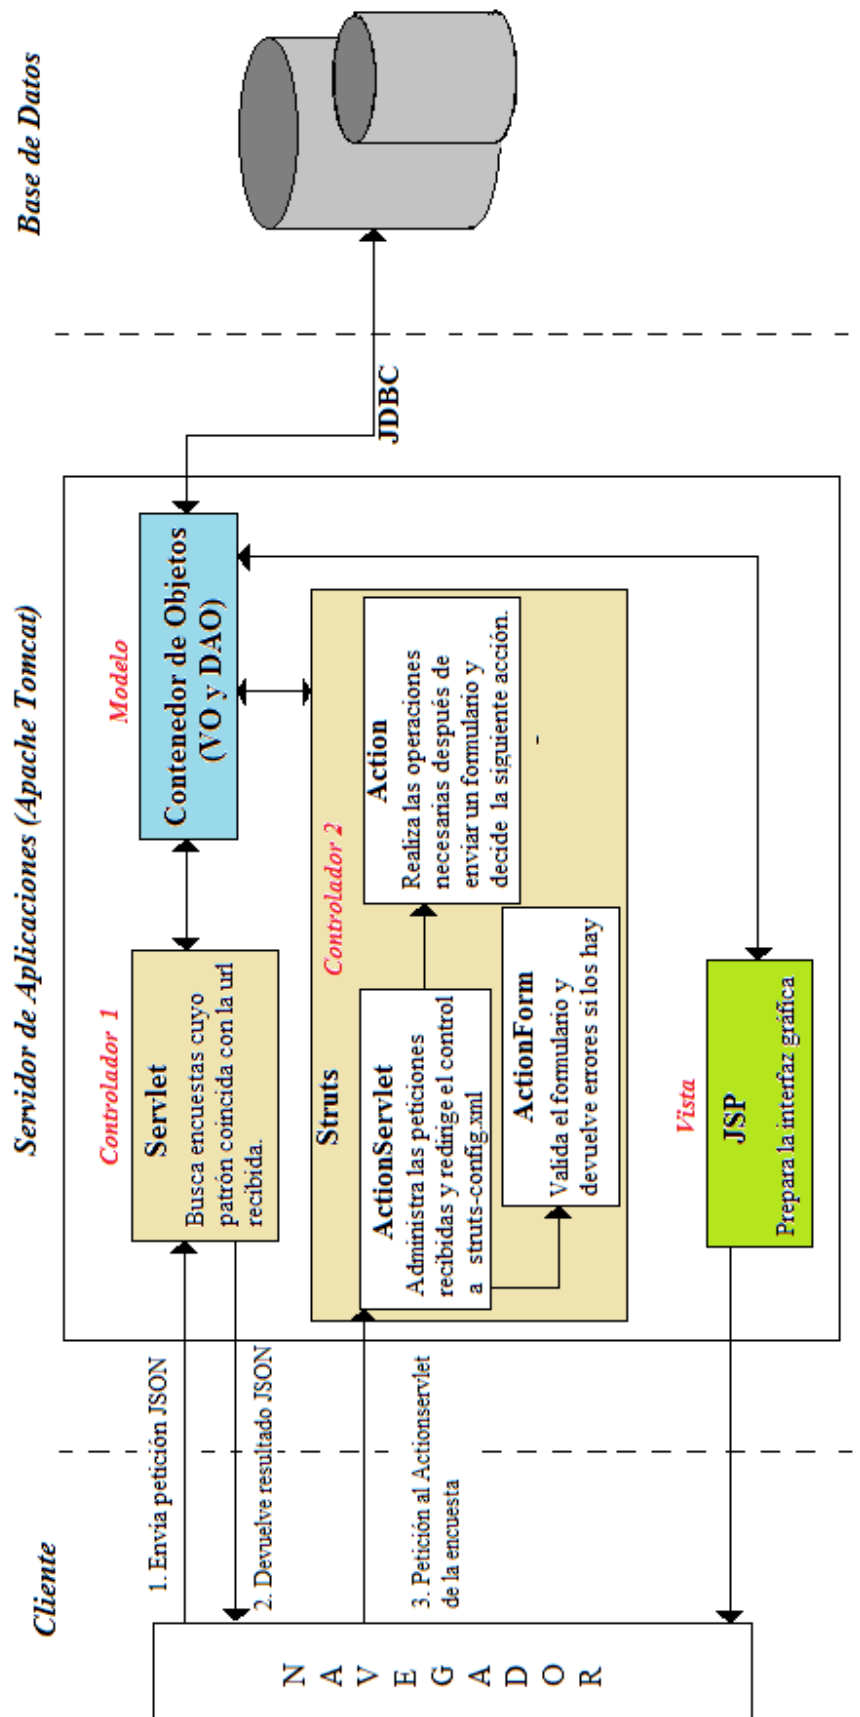 Cliente
Servidor de Aplicaciones (Apache Tomcat)
Base de Datos
N
A
V
E
G
A
D
O
R
1. Envía petición JSON
2. Devuelve resultado JSON
3. Petición al Actionservlet
de la encuesta
Controlador 1
Servlet
Busca encuestas cuyo
patrón coincida con la url
recibida.
Modelo
Contenedor de Objetos
(VO y DAO)
JDBC
Struts
Controlador 2
ActionServlet
Administra las peticiones
recibidas y redirige el control
a struts-config.xml
Action
Realiza las operaciones
necesarias después de
enviar un formulario y
decide la siguiente acción.
ActionForm
Valida el formulario y
devuelve errores si los hay
Vista
JSP
Prepara la interfaz gráfica